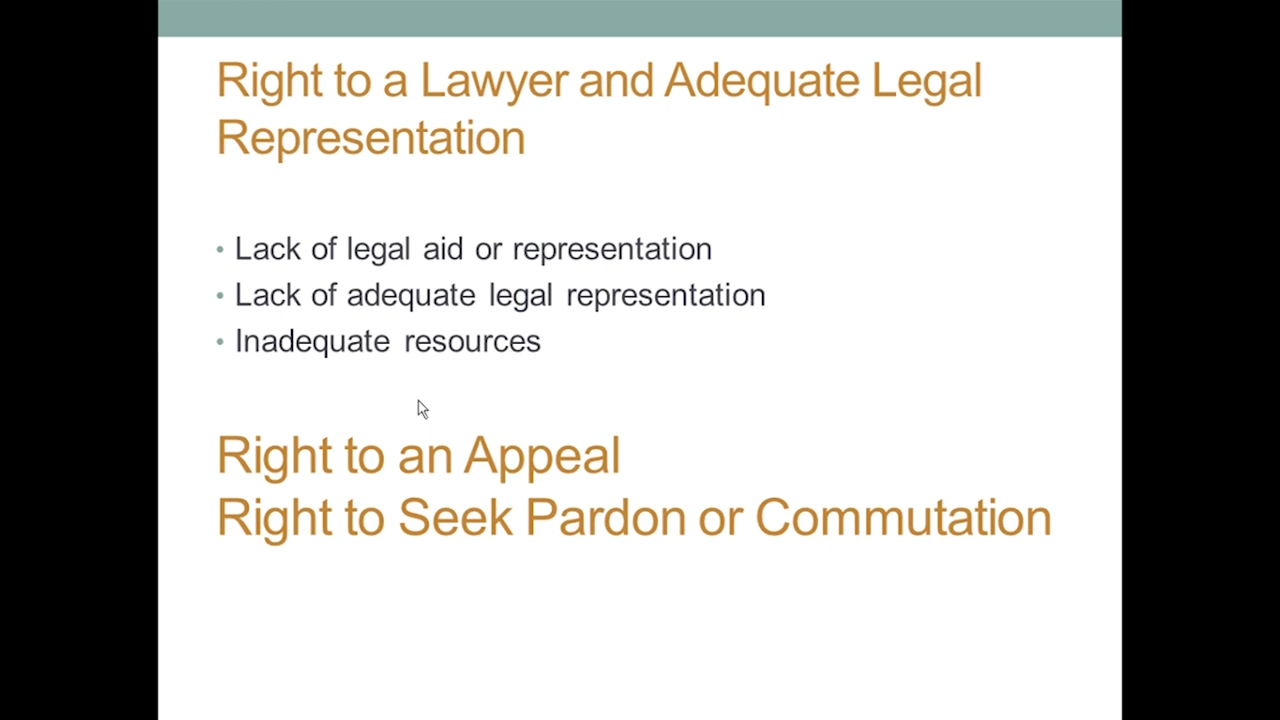 Right to a Lawyer and Adequate Legal
Representation
• Lack of legal aid or representation
• Lack of adequate legal representation
• Inadequate resources
Right to an Appeal
Right to Seek Pardon or Commutation